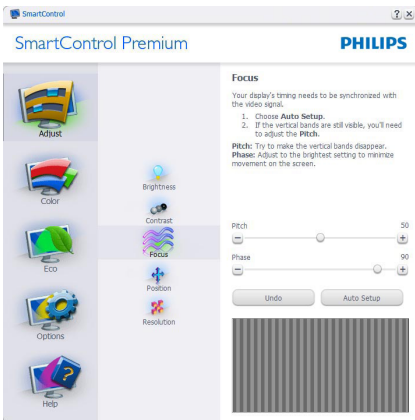 SmartControl
SmartControl Premium
PHILIPS
Adjust
Color
Eco
Options
Help
Brightness
Contrast
Focus
Position
Resolution
Focus
Your display's timing needs to be synchronized with
the video signal.
1. Choose Auto Setup.
2. If the vertical bands are still visible, you'll need
to adjust the Pitch.
Pitch: Try to make the vertical bands disappear.
Phase: Adjust to the brightest setting to minimize
movement on the screen.
Pitch 50
Phase 90
Undo Auto Setup